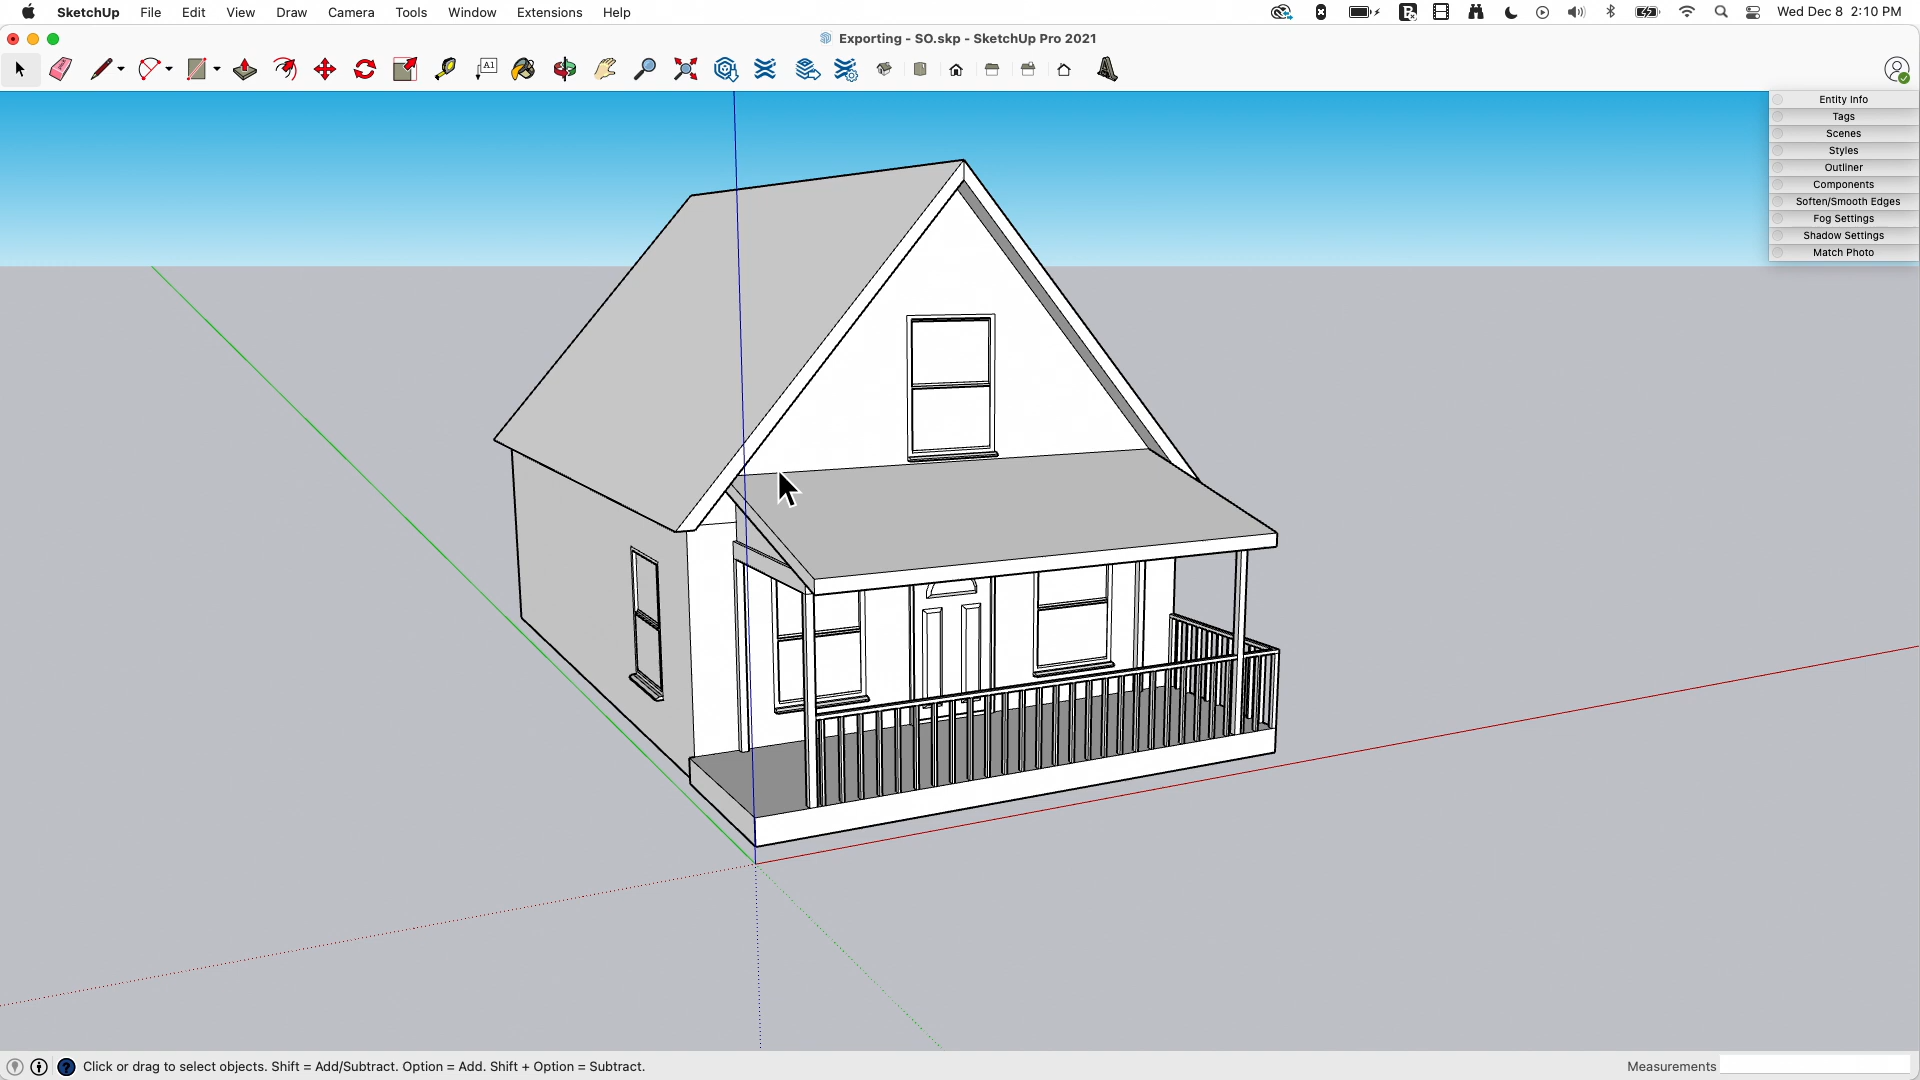 SketchUp File Edit View Draw Camera Tools Window Extensions Help Wed Dec 8 2:10 PM
Exporting - SO.skp - SketchUp Pro 2021
A1
Entity Info
Tags
Scenes
Styles
Outliner
Components
Soften/Smooth Edges
Fog Settings
Shadow Settings
Match Photo
Click or drag to select objects. Shift = Add/Subtract. Option = Add. Shift + Option = Subtract. Measurements